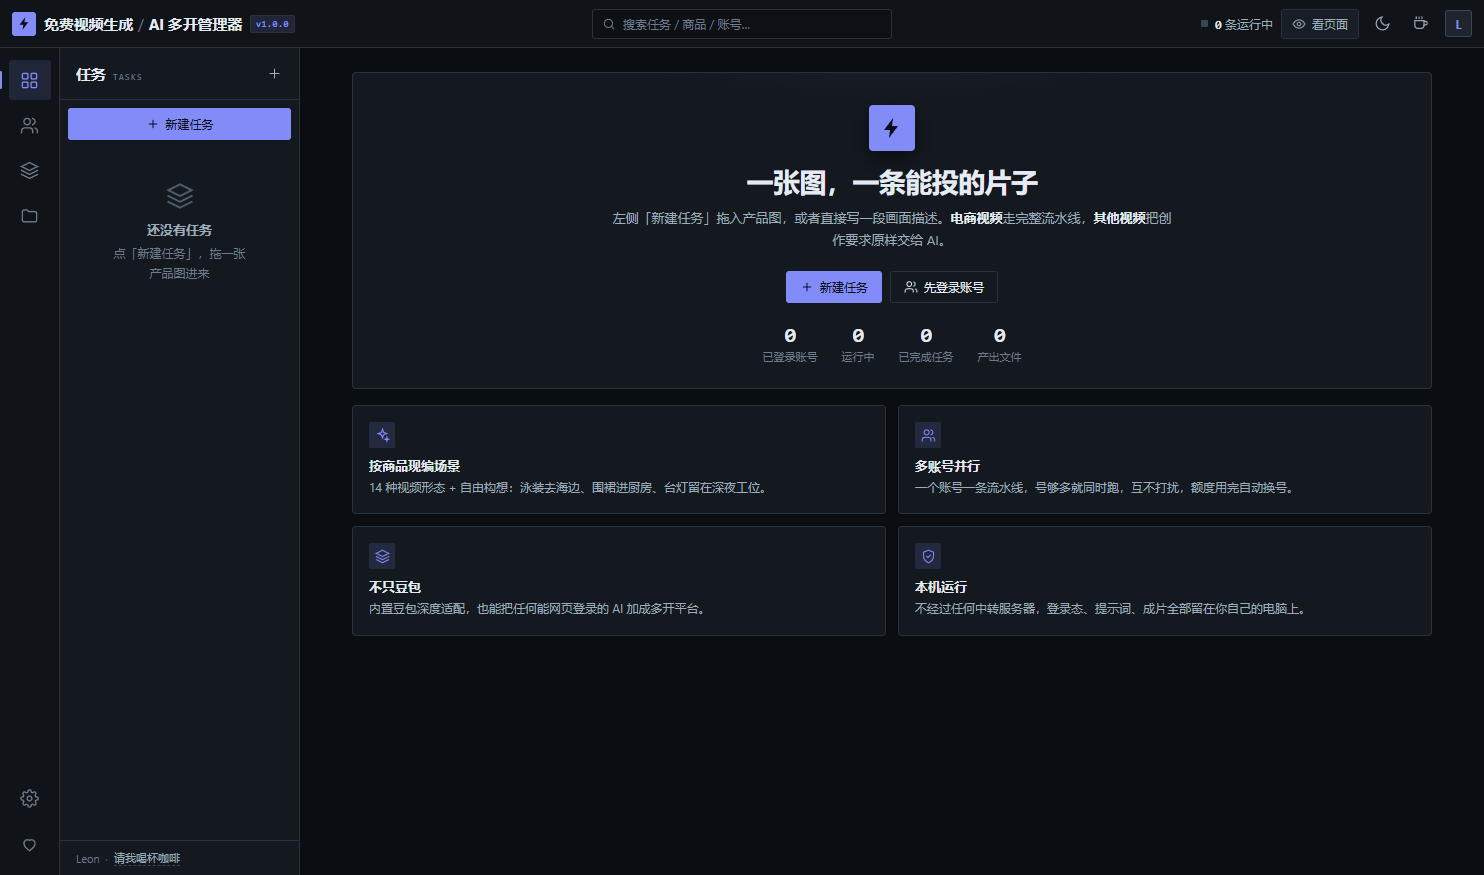 免费视频生成 / AI 多开管理器 v1.0.0
搜索任务 / 商品 / 账号...
0 条运行中
看页面
L
任务 TASKS
新建任务
还没有任务
点「新建任务」，拖一张
产品图进来
Leon · 请我喝杯咖啡
一张图，一条能投的片子
左侧「新建任务」拖入产品图，或者直接写一段画面描述。电商视频走完整流水线，其他视频把创
作要求原样交给 AI。
新建任务
先登录账号
0 0 0 0
已登录账号 运行中 已完成任务 产出文件
按商品现编场景
14 种视频形态 + 自由构想：泳装去海边、围裙进厨房、台灯留在深夜工位。
多账号并行
一个账号一条流水线，号够多就同时跑，互不打扰，额度用完自动换号。
不只豆包
内置豆包深度适配，也能把任何能网页登录的 AI 加成多开平台。
本机运行
不经过任何中转服务器，登录态、提示词、成片全部留在你自己的电脑上。